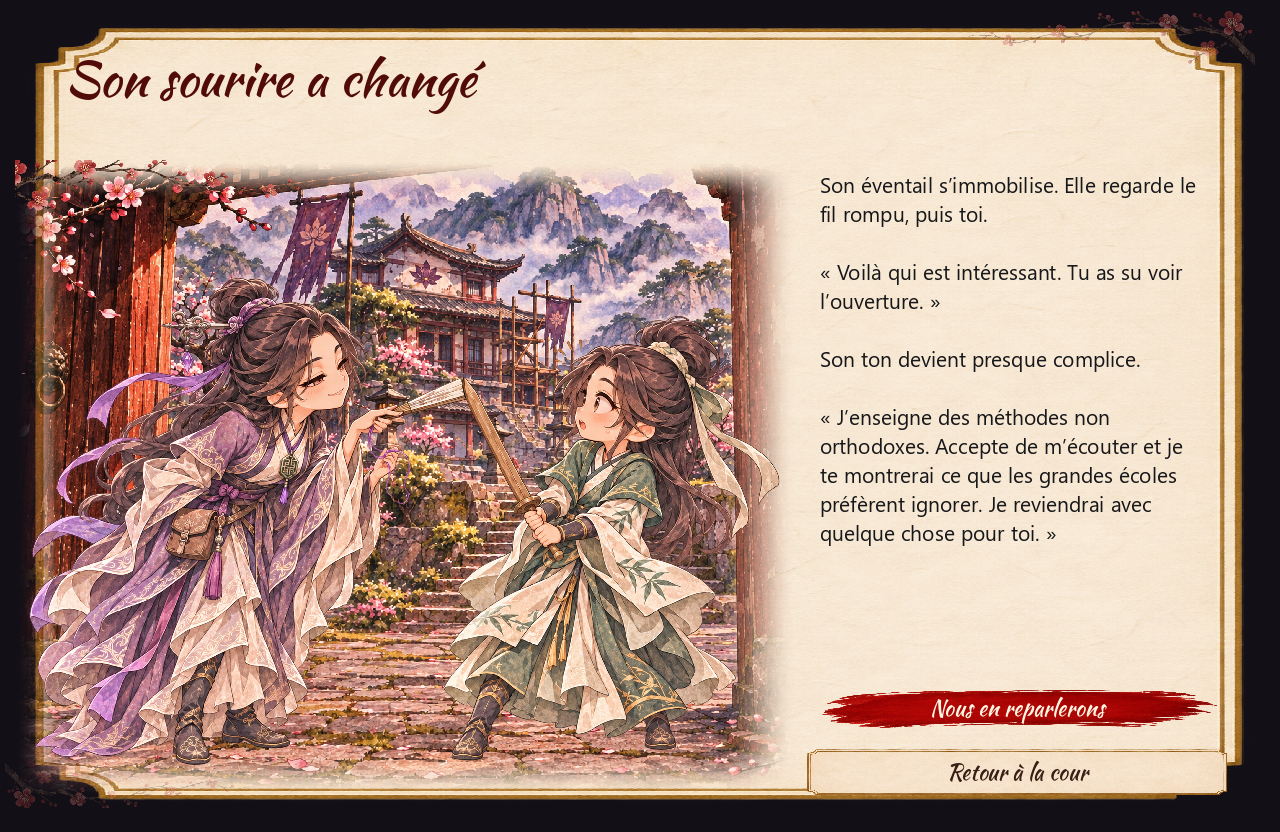 Son sourire a changé
Son éventail s’immobilise. Elle regarde le
fil rompu, puis toi.
« Voilà qui est intéressant. Tu as su voir
l’ouverture. »
Son ton devient presque complice.
« J’enseigne des méthodes non
orthodoxes. Accepte de m’écouter et je
te montrerai ce que les grandes écoles
préfèrent ignorer. Je reviendrai avec
quelque chose pour toi. »
Nous en reparlerons
Retour à la cour